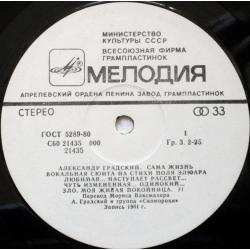 МИНИСТЕРСТВО
КУЛЬТУРЫ СССР
ВСЕСОЮЗНАЯ ФИРМА
ГРАМПЛАСТИНОК
МЕЛОДИЯ
АПРЕЛЕВСКИЙ ОРДЕНА ЛЕНИНА ЗАВОД ГРАМПЛАСТИНОК
СТЕРЕО 33
ГОСТ 5289-80 1
С60 21435 000 Гр. 3. 2-95
21435
АЛЕКСАНДР ГРАДСКИЙ. САМА ЖИЗНЬ
ВОКАЛЬНАЯ СЮИТА НА СТИХИ ПОЛЯ ЭЛЮАРА
ЛЮБИМАЯ... НАСТУПАЕТ РАССВЕТ...
ЧУТЬ ИЗМЕНЕННАЯ... ОДИНОКИЙ...
ЗЛО. МОЯ ЖИВАЯ ПОКОЙНИЦА.
Перевод Мориса Ваксмахера
А. Градский и группа «Скоморохи»
Запись 1981 г.